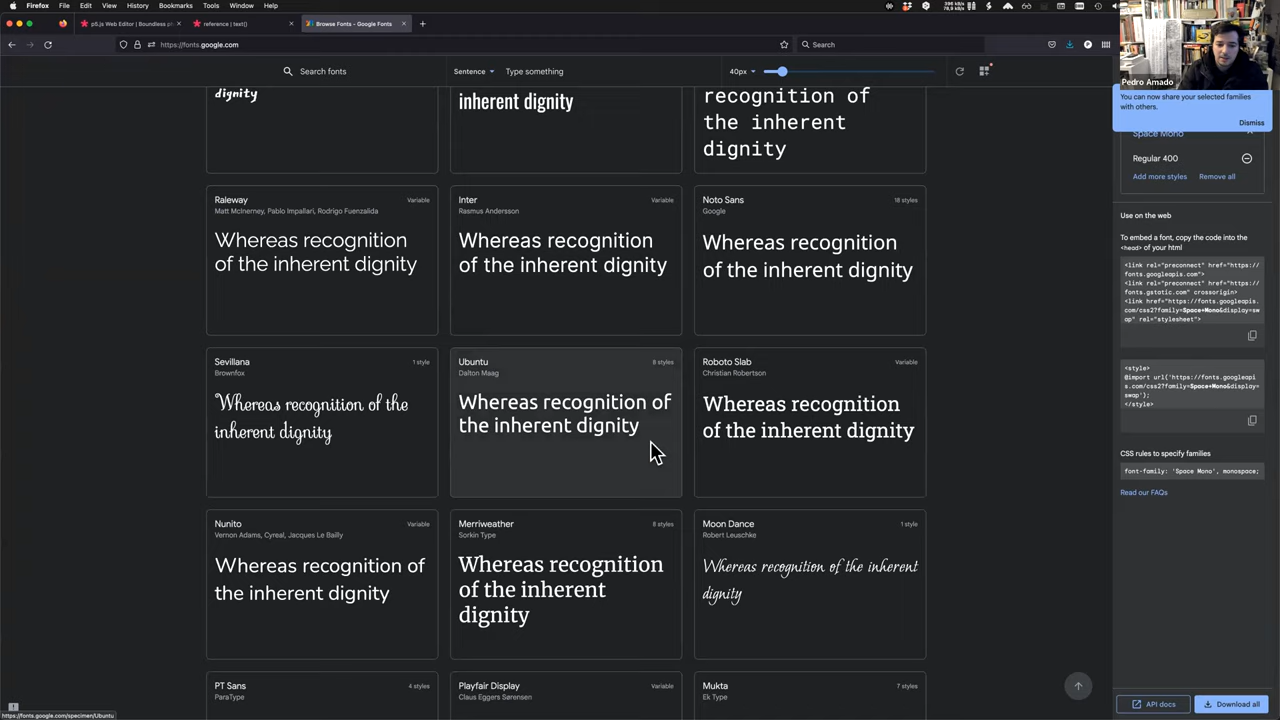 Firefox File Edit View History Bookmarks Tools Window Help
p5.js Web Editor | Boundless p
reference | text()
Browse Fonts - Google Fonts
https://fonts.google.com
Search
Pedro Amado
Search fonts
Sentence
Type something
40px
You can now share your selected families
with others.
Dismiss
dignity
inherent dignity
recognition of
the inherent
dignity
Space Mono
Regular 400
Add more styles
Remove all
Raleway
Variable
Matt McInerney, Pablo Impallari, Rodrigo Fuenzalida
Whereas recognition
of the inherent dignity
Inter
Variable
Rasmus Andersson
Whereas recognition
of the inherent dignity
Noto Sans
18 styles
Google
Whereas recognition
of the inherent dignity
Use on the web
To embed a font, copy the code into the
<head> of your html
<link rel="preconnect" href="https://
fonts.googleapis.com">
<link rel="preconnect" href="https://
fonts.gstatic.com" crossorigin>
<link href="https://fonts.googleapis.
com/css2?family=Space+Mono&display=sw
ap" rel="stylesheet">
Sevillana
1 style
Brownfox
Whereas recognition of the
inherent dignity
Ubuntu
8 styles
Dalton Maag
Whereas recognition of
the inherent dignity
Roboto Slab
Variable
Christian Robertson
Whereas recognition
of the inherent dignity
<style>
@import url('https://fonts.googleapi
s.com/css2?family=Space+Mono&display=
swap');
</style>
CSS rules to specify families
font-family: 'Space Mono', monospace;
Read our FAQs
Nunito
Variable
Vernon Adams, Cyreal, Jacques Le Bailly
Whereas recognition of
the inherent dignity
Merriweather
8 styles
Sorkin Type
Whereas recognition
of the inherent
dignity
Moon Dance
1 style
Robert Leuschke
Whereas recognition of the inherent
dignity
PT Sans
4 styles
ParaType
Playfair Display
Variable
Claus Eggers Sørensen
Mukta
7 styles
Ek Type
API docs
Download all
https://fonts.google.com/specimen/Ubuntu